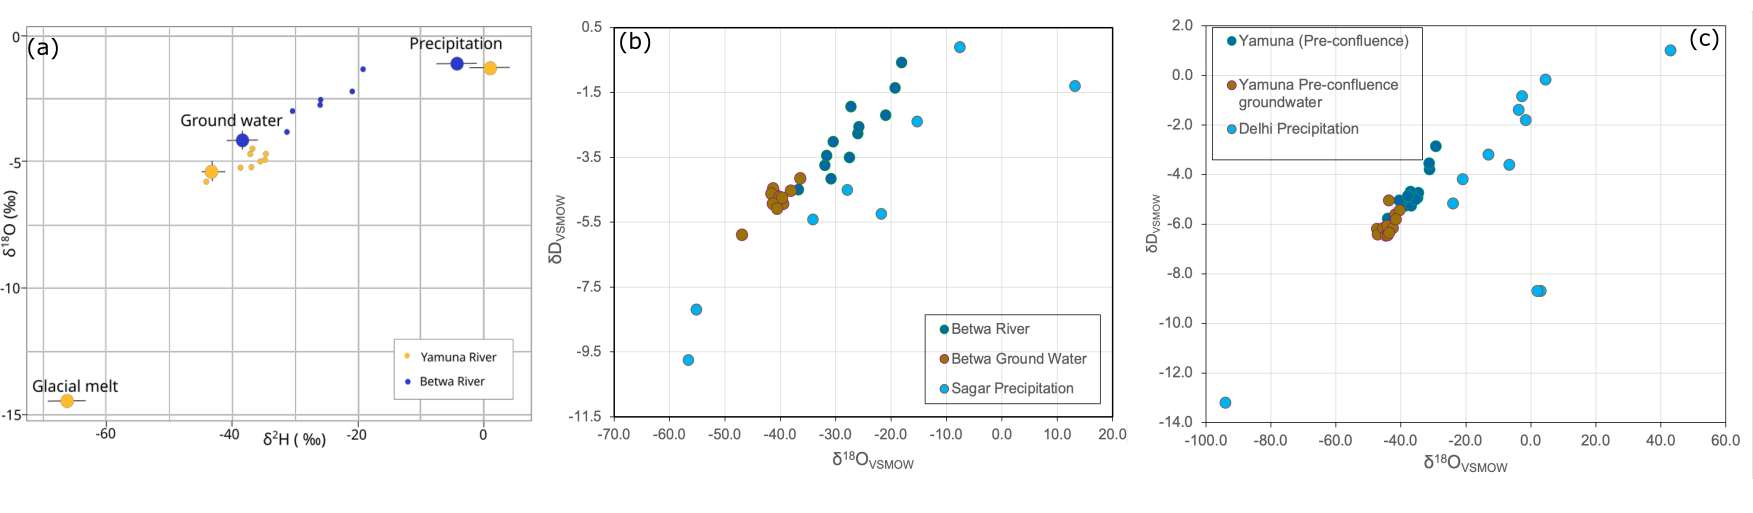 (a)
Precipitation
Ground water
Glacial melt
Yamuna River
Betwa River
0
-5
-10
-15
δ18O (‰)
-60
-40
-20
0
δ2H ( ‰)
(b)
0.5
-1.5
-3.5
-5.5
-7.5
-9.5
-11.5
δDVSMOW
Betwa River
Betwa Ground Water
Sagar Precipitation
-70.0
-60.0
-50.0
-40.0
-30.0
-20.0
-10.0
0.0
10.0
20.0
δ18OVSMOW
(c)
Yamuna (Pre-confluence)
Yamuna Pre-confluence
groundwater
Delhi Precipitation
2.0
0.0
-2.0
-4.0
-6.0
-8.0
-10.0
-12.0
-14.0
δDVSMOW
-100.0
-80.0
-60.0
-40.0
-20.0
0.0
20.0
40.0
60.0
δ18OVSMOW